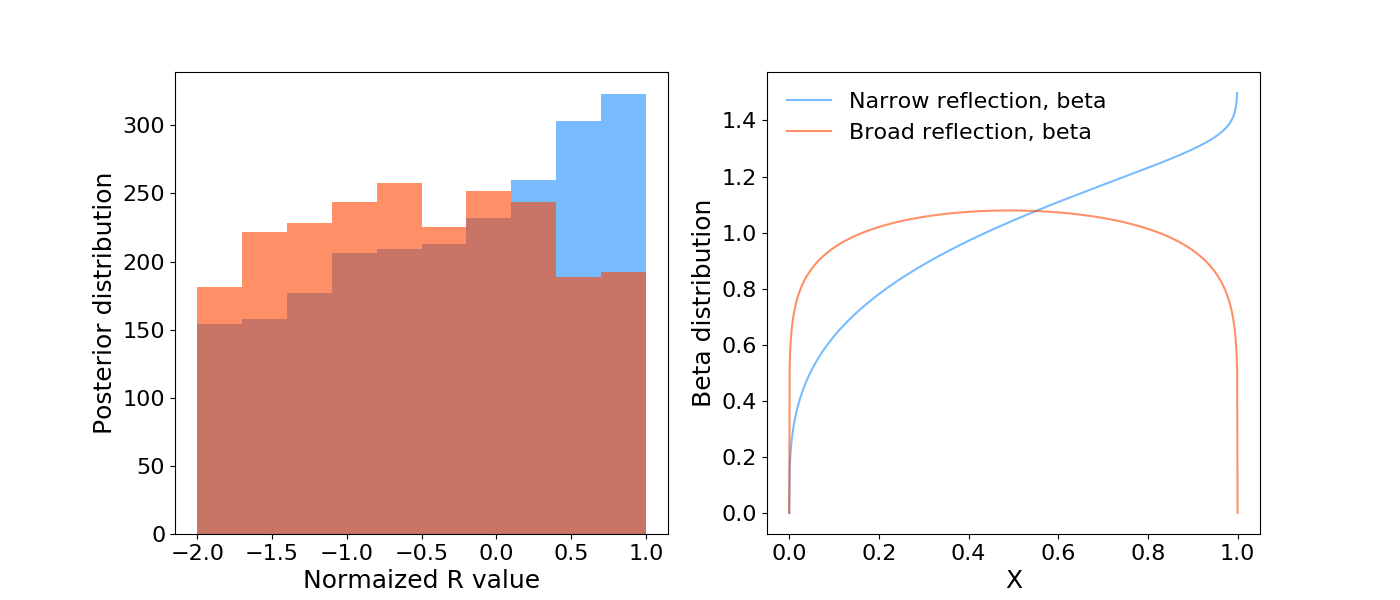 Posterior distribution
300
250
200
150
100
50
0
−2.0 −1.5 −1.0 −0.5 0.0 0.5 1.0
Normaized R value
Beta distribution
1.4
1.2
1.0
0.8
0.6
0.4
0.2
0.0
Narrow reflection, beta
Broad reflection, beta
0.0 0.2 0.4 0.6 0.8 1.0
X